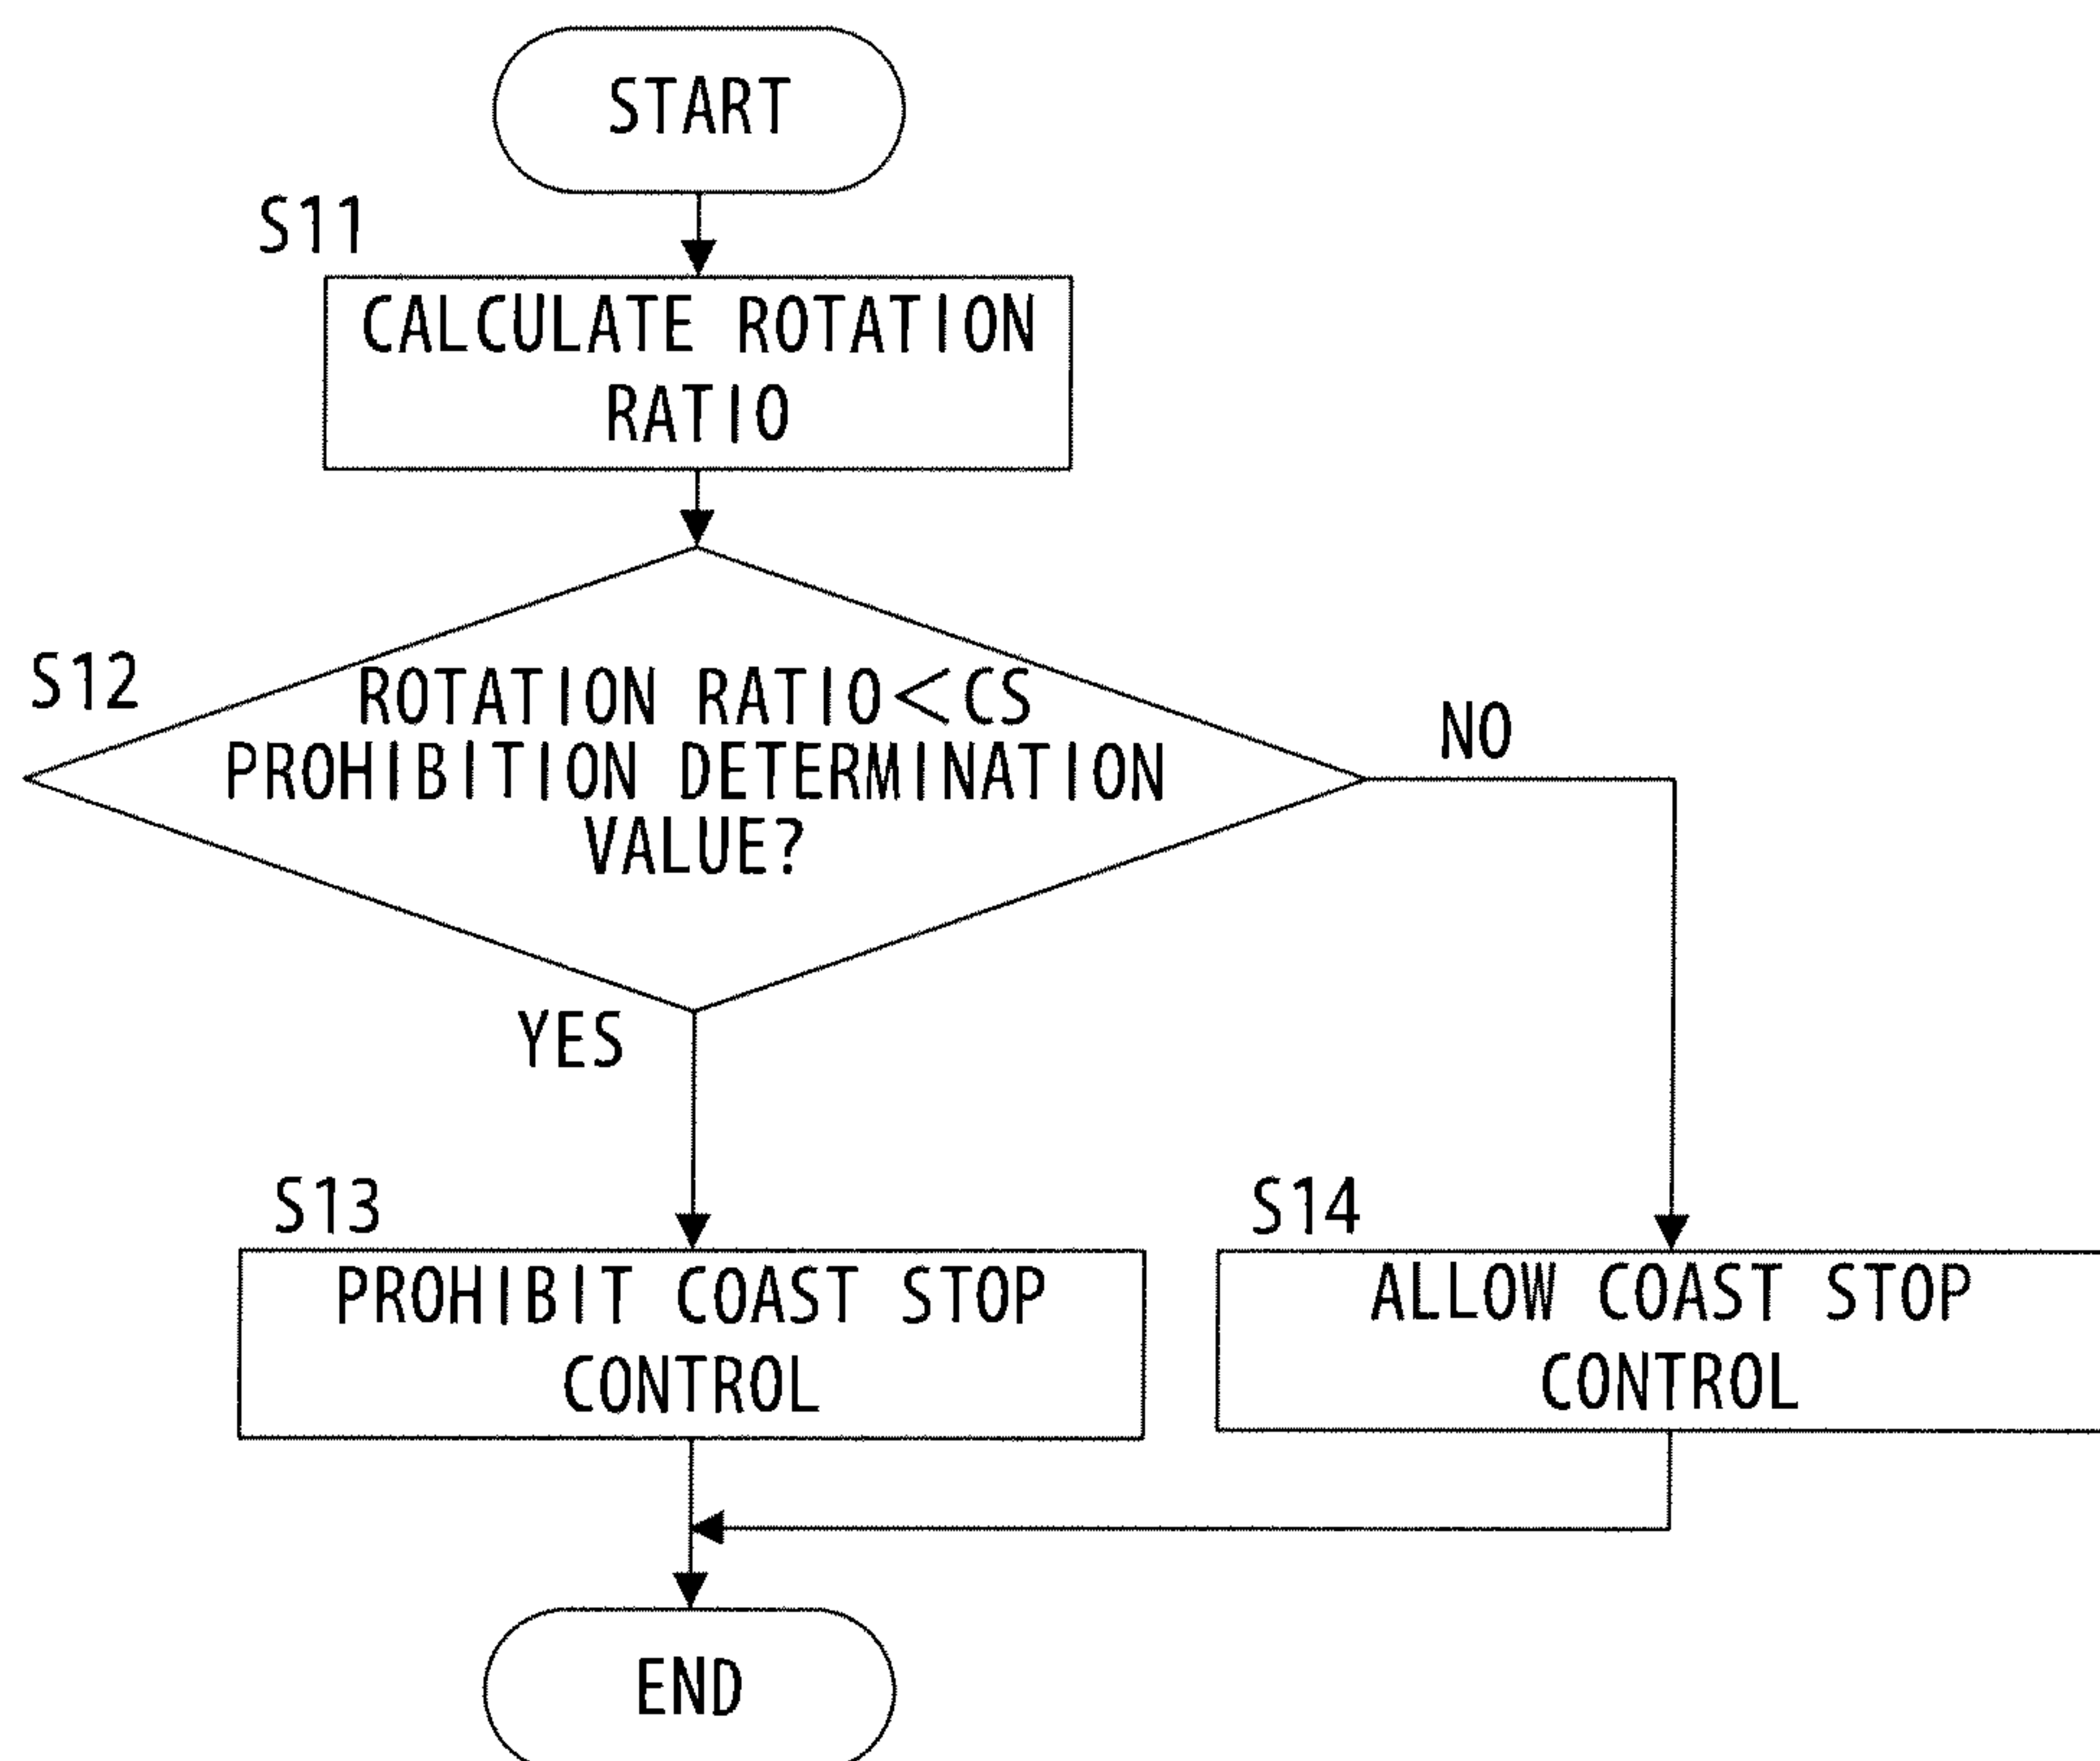 START
S11
CALCULATE ROTATION
RATIO
S12
ROTATION RATIO<CS
PROHIBITION DETERMINATION
VALUE?
NO
YES
S13
PROHIBIT COAST STOP
CONTROL
S14
ALLOW COAST STOP
CONTROL
END